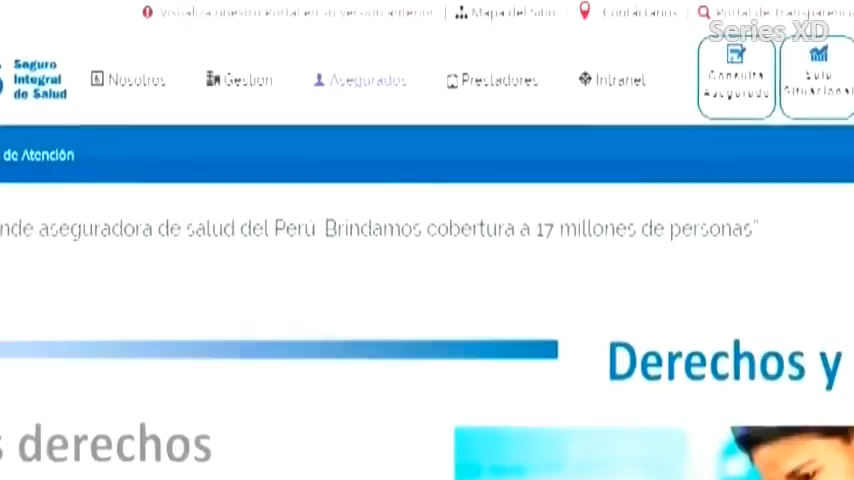 Visualiza nuestro Portal en su versión anterior | Mapa del Sitio | Contáctanos | Portal de Transparencia
Series XD
Seguro
Integral
de Salud
Nosotros Gestion Asegurados Prestadores Intranet
Consulta
Asegurado
Sala
Situacional
de Atención
nde aseguradora de salud del Perú. Brindamos cobertura a 17 millones de personas"
Derechos y
s derechos